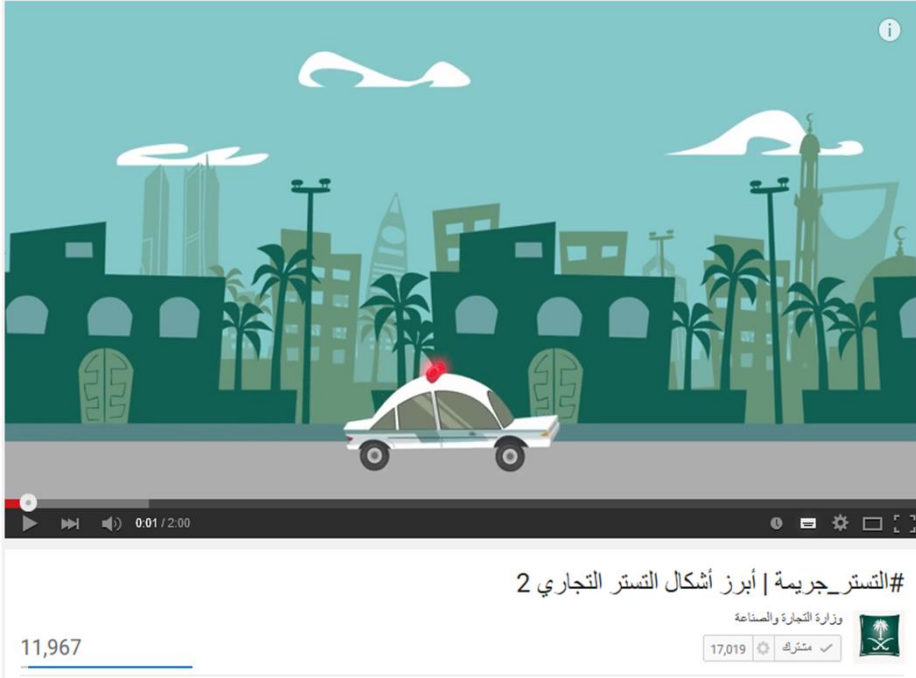 0:01 / 2:00
#التستر_جريمة | أبرز أشكال التستر التجاري 2
وزارة التجارة والصناعة
مشترك 17,019
11,967